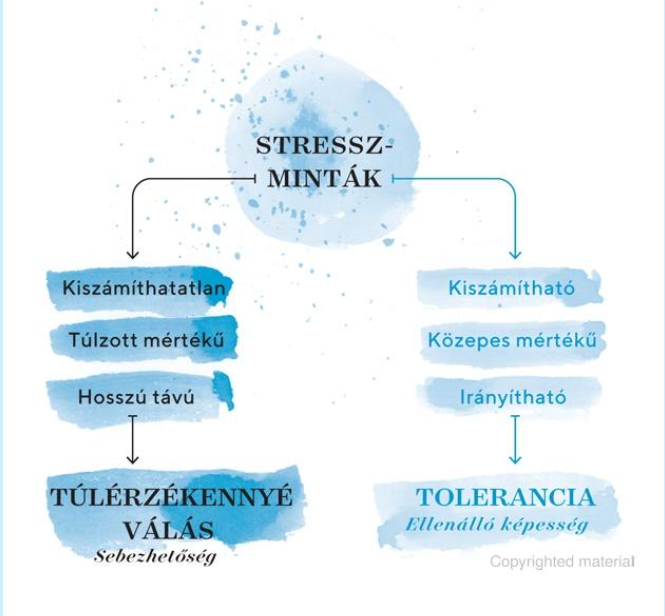 STRESSZ-
MINTÁK
Kiszámíthatatlan
Túlzott mértékű
Hosszú távú
TÚLÉRZÉKENNYÉ
VÁLÁS
Sebezhetőség
Kiszámítható
Közepes mértékű
Irányítható
TOLERANCIA
Ellenálló képesség
Copyrighted material